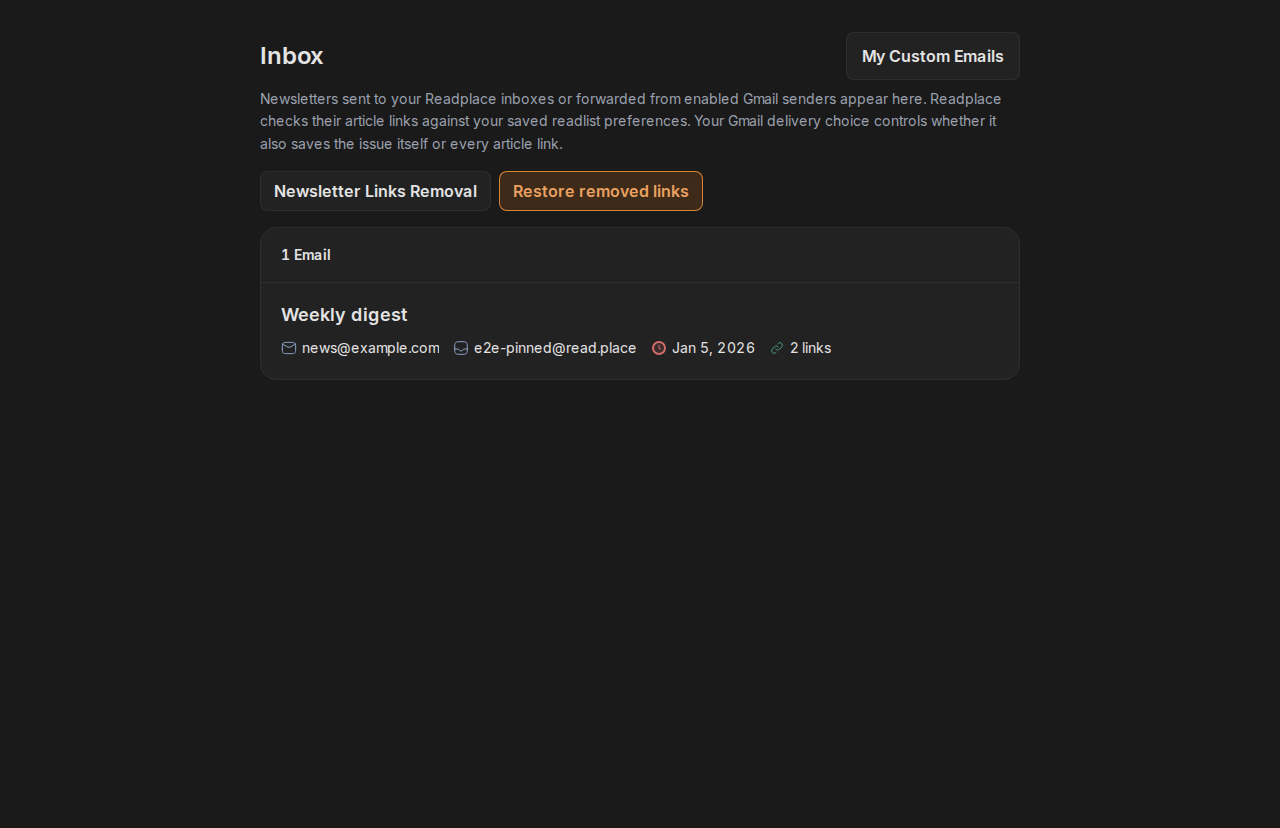 Inbox
My Custom Emails
Newsletters sent to your Readplace inboxes or forwarded from enabled Gmail senders appear here. Readplace
checks their article links against your saved readlist preferences. Your Gmail delivery choice controls whether it
also saves the issue itself or every article link.
Newsletter Links Removal
Restore removed links
1 Email
Weekly digest
news@example.com e2e-pinned@read.place Jan 5, 2026 2 links